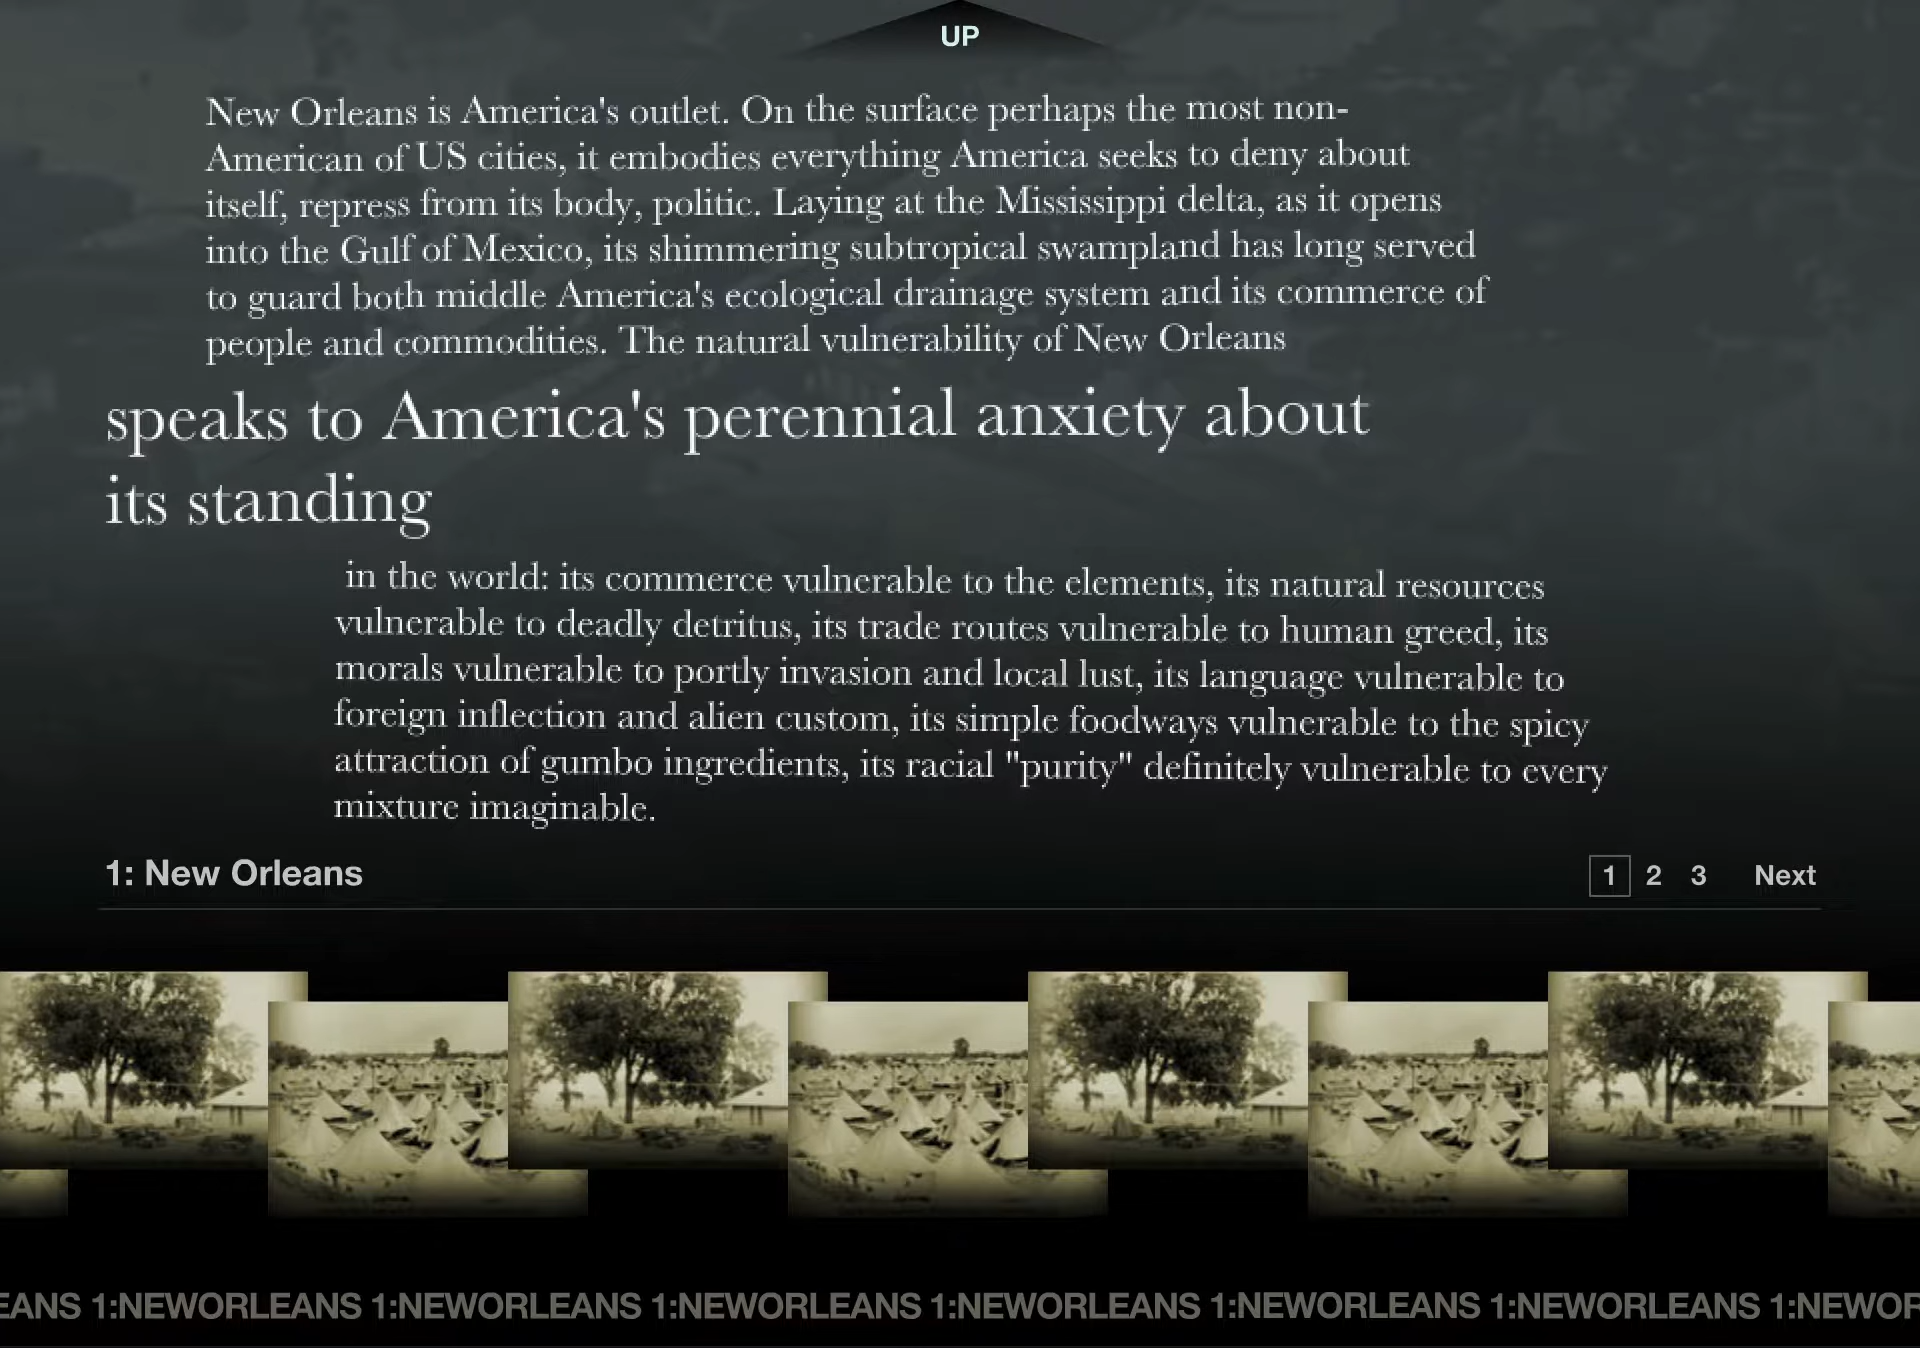 UP
New Orleans is America's outlet. On the surface perhaps the most non-
American of US cities, it embodies everything America seeks to deny about
itself, repress from its body, politic. Laying at the Mississippi delta, as it opens
into the Gulf of Mexico, its shimmering subtropical swampland has long served
to guard both middle America's ecological drainage system and its commerce of
people and commodities. The natural vulnerability of New Orleans
speaks to America's perennial anxiety about
its standing
in the world: its commerce vulnerable to the elements, its natural resources
vulnerable to deadly detritus, its trade routes vulnerable to human greed, its
morals vulnerable to portly invasion and local lust, its language vulnerable to
foreign inflection and alien custom, its simple foodways vulnerable to the spicy
attraction of gumbo ingredients, its racial "purity" definitely vulnerable to every
mixture imaginable.
1: New Orleans 1 2 3 Next
EANS 1:NEWORLEANS 1:NEWORLEANS 1:NEWORLEANS 1:NEWORLEANS 1:NEWORLEANS 1:NEWORLEANS 1:NEWOR